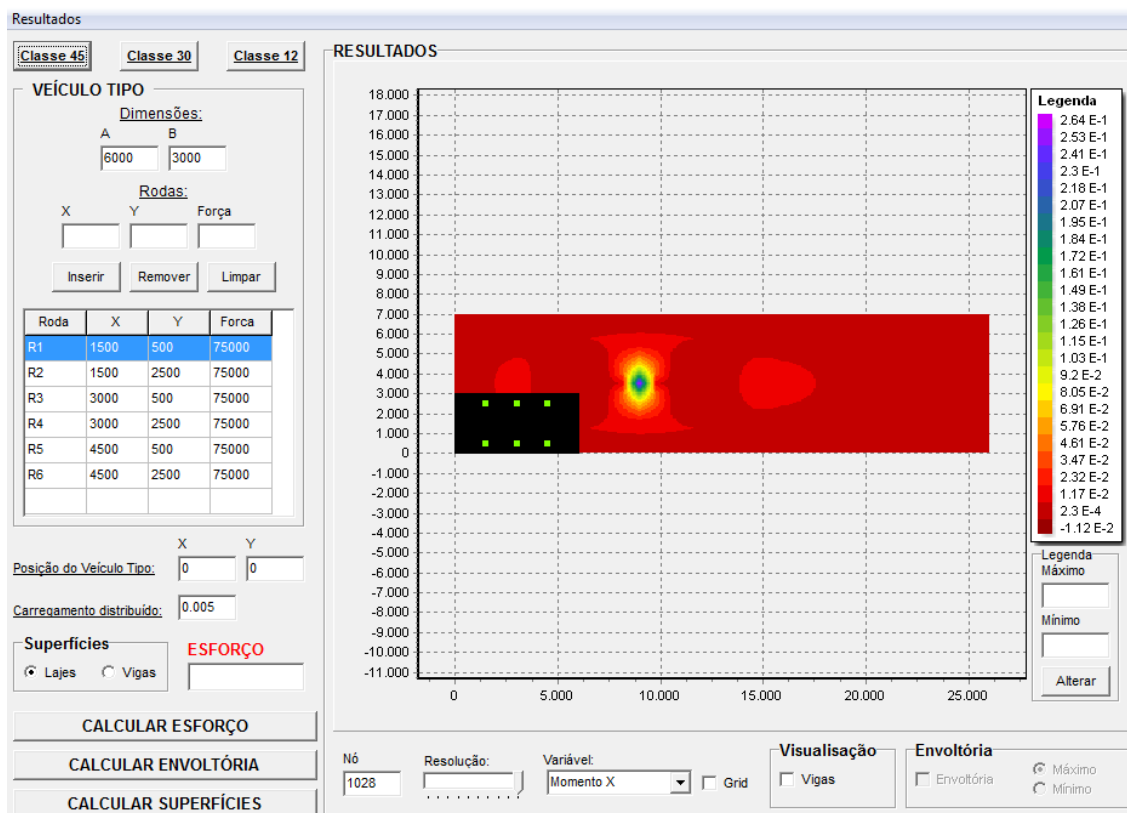 Resultados
Classe 45 Classe 30 Classe 12
VEÍCULO TIPO
Dimensões:
A B
6000 3000
Rodas:
X Y Força
Inserir Remover Limpar
Roda X Y Forca
R1 1500 500 75000
R2 1500 2500 75000
R3 3000 500 75000
R4 3000 2500 75000
R5 4500 500 75000
R6 4500 2500 75000
X Y
Posição do Veículo Tipo: 0 0
Carregamento distribuído: 0.005
Superfícies
Lajes Vigas
ESFORÇO
CALCULAR ESFORÇO
CALCULAR ENVOLTÓRIA
CALCULAR SUPERFÍCIES
RESULTADOS
18.000
17.000
16.000
15.000
14.000
13.000
12.000
11.000
10.000
9.000
8.000
7.000
6.000
5.000
4.000
3.000
2.000
1.000
0
-1.000
-2.000
-3.000
-4.000
-5.000
-6.000
-7.000
-8.000
-9.000
-10.000
-11.000
0 5.000 10.000 15.000 20.000 25.000
Legenda
2.64 E-1
2.53 E-1
2.41 E-1
2.3 E-1
2.18 E-1
2.07 E-1
1.95 E-1
1.84 E-1
1.72 E-1
1.61 E-1
1.49 E-1
1.38 E-1
1.26 E-1
1.15 E-1
1.03 E-1
9.2 E-2
8.05 E-2
6.91 E-2
5.76 E-2
4.61 E-2
3.47 E-2
2.32 E-2
1.17 E-2
2.3 E-4
-1.12 E-2
Legenda
Máximo
Mínimo
Alterar
Nó
1028
Resolução:
Variável:
Momento X
Grid
Visualisação
Vigas
Envoltória
Envoltória
Máximo
Mínimo